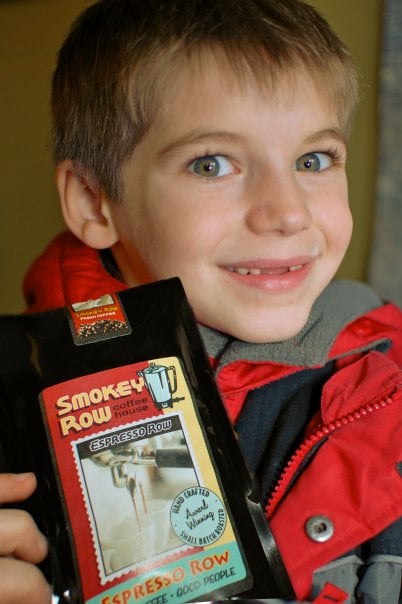 SMOKEY ROW
SMOKEY
ROW
coffee
house
ESPRESSO ROW
HAND CRAFTED
Award
Winning
SMALL BATCH ROASTED
ESPRESSO ROW
COFFEE - GOOD PEOPLE